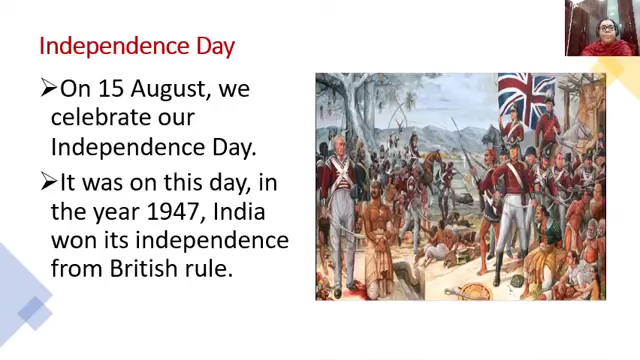 Independence Day
➢On 15 August, we
celebrate our
Independence Day.
➢It was on this day, in
the year 1947, India
won its independence
from British rule.